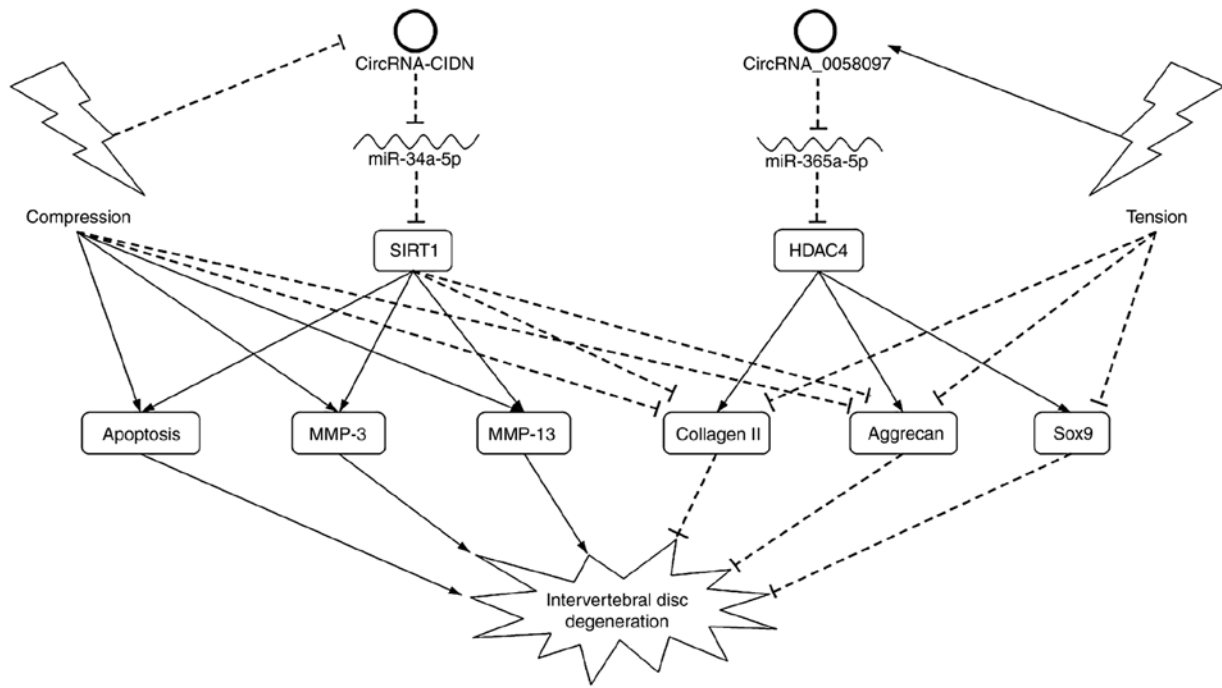 CircRNA-CIDN
CircRNA_0058097
miR-34a-5p
miR-365a-5p
Compression
Tension
SIRT1
HDAC4
Apoptosis
MMP-3
MMP-13
Collagen II
Aggrecan
Sox9
Intervertebral disc
degeneration